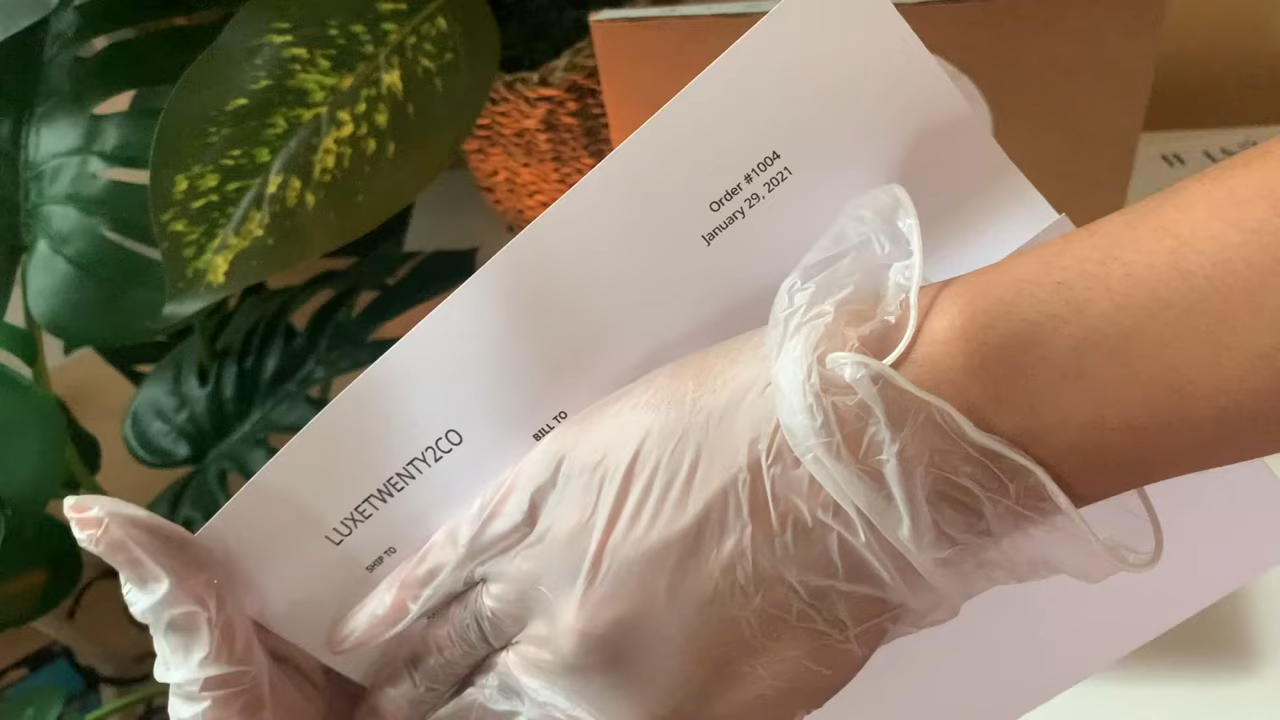 LUXETWENTY2CO
Order #1004
January 29, 2021
SHIP TO
BILL TO